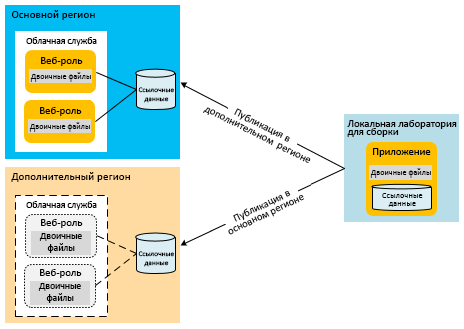 Основной регион
Облачная служба
Веб-роль
Двоичные файлы
Веб-роль
Двоичные файлы
Ссылочные
данные
Публикация в
дополнительном регионе
Локальная лаборатория
для сборки
Приложение
Двоичные файлы
Ссылочные
данные
Дополнительный регион
Облачная служба
Веб-роль
Двоичные
файлы
Веб-роль
Двоичные
файлы
Ссылочные
данные
Публикация в
основном регионе